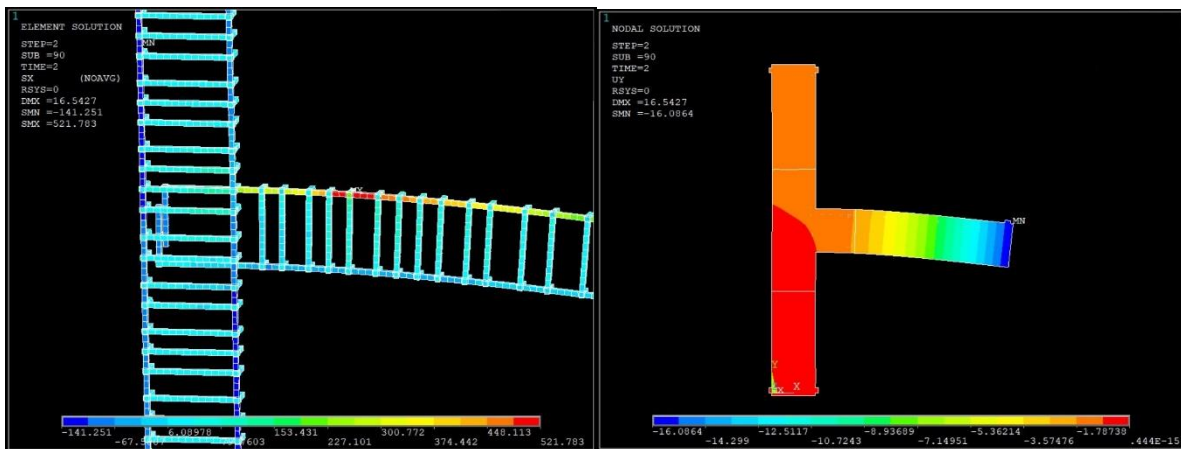 1
ELEMENT SOLUTION
STEP=2
SUB =90
TIME=2
SX (NOAVG)
RSYS=0
DMX =16.5427
SMN =-141.251
SMX =521.783
MN
MX
-141.251 6.08978 153.431 300.772 448.113
227.101 374.442 521.783
1
NODAL SOLUTION
STEP=2
SUB =90
TIME=2
UY
RSYS=0
DMX =16.5427
SMN =-16.0864
MN
Y
X
-16.0864 -12.5117 -8.93689 -5.36214 -1.78738
-14.299 -10.7243 -7.14951 -3.57476 .444E-15